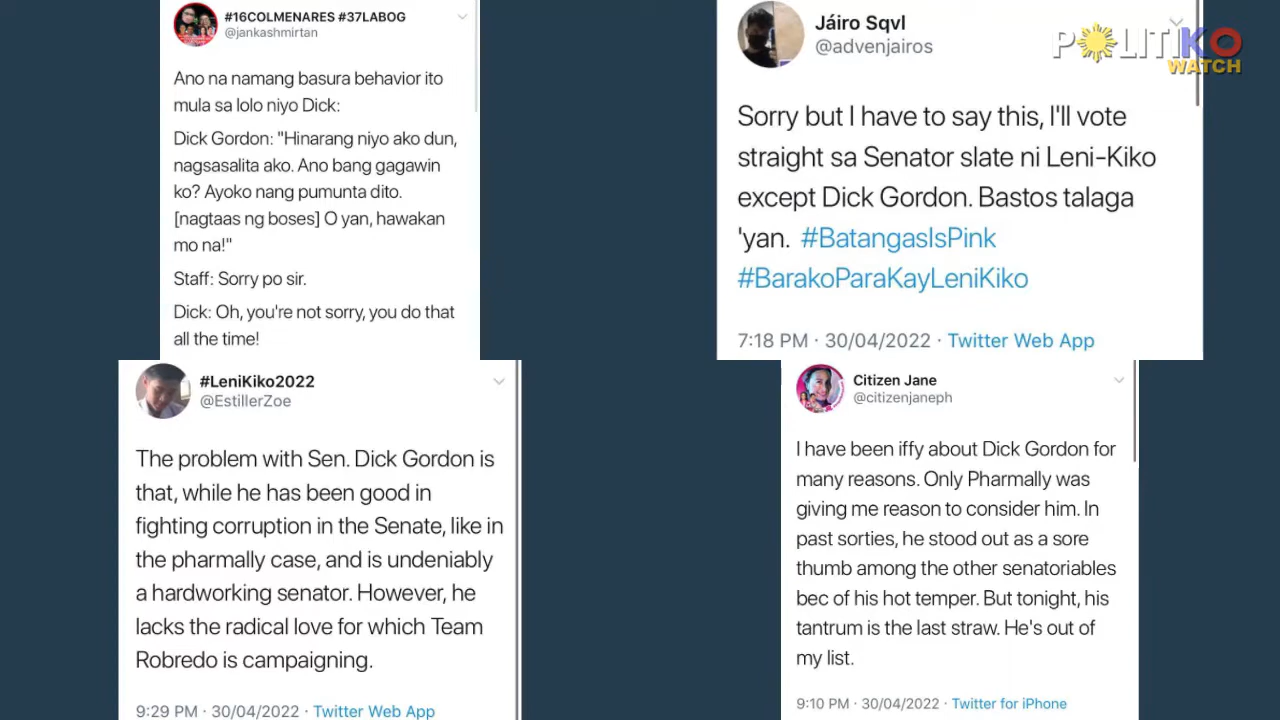 #16COLMENARES #37LABOG
@jankashmirtan
Ano na namang basura behavior ito
mula sa lolo niyo Dick:
Dick Gordon: "Hinarang niyo ako dun,
nagsasalita ako. Ano bang gagawin
ko? Ayoko nang pumunta dito.
[nagtaas ng boses] O yan, hawakan
mo na!"
Staff: Sorry po sir.
Dick: Oh, you're not sorry, you do that
all the time!
Jáiro Sqvl
@advenjairos
POLITIKO
WATCH
Sorry but I have to say this, I'll vote
straight sa Senator slate ni Leni-Kiko
except Dick Gordon. Bastos talaga
'yan. #BatangasIsPink
#BarakoParaKayLeniKiko
7:18 PM · 30/04/2022 · Twitter Web App
#LeniKiko2022
@EstillerZoe
The problem with Sen. Dick Gordon is
that, while he has been good in
fighting corruption in the Senate, like in
the pharmally case, and is undeniably
a hardworking senator. However, he
lacks the radical love for which Team
Robredo is campaigning.
9:29 PM · 30/04/2022 · Twitter Web App
Citizen Jane
@citizenjaneph
I have been iffy about Dick Gordon for
many reasons. Only Pharmally was
giving me reason to consider him. In
past sorties, he stood out as a sore
thumb among the other senatoriables
bec of his hot temper. But tonight, his
tantrum is the last straw. He's out of
my list.
9:10 PM · 30/04/2022 · Twitter for iPhone